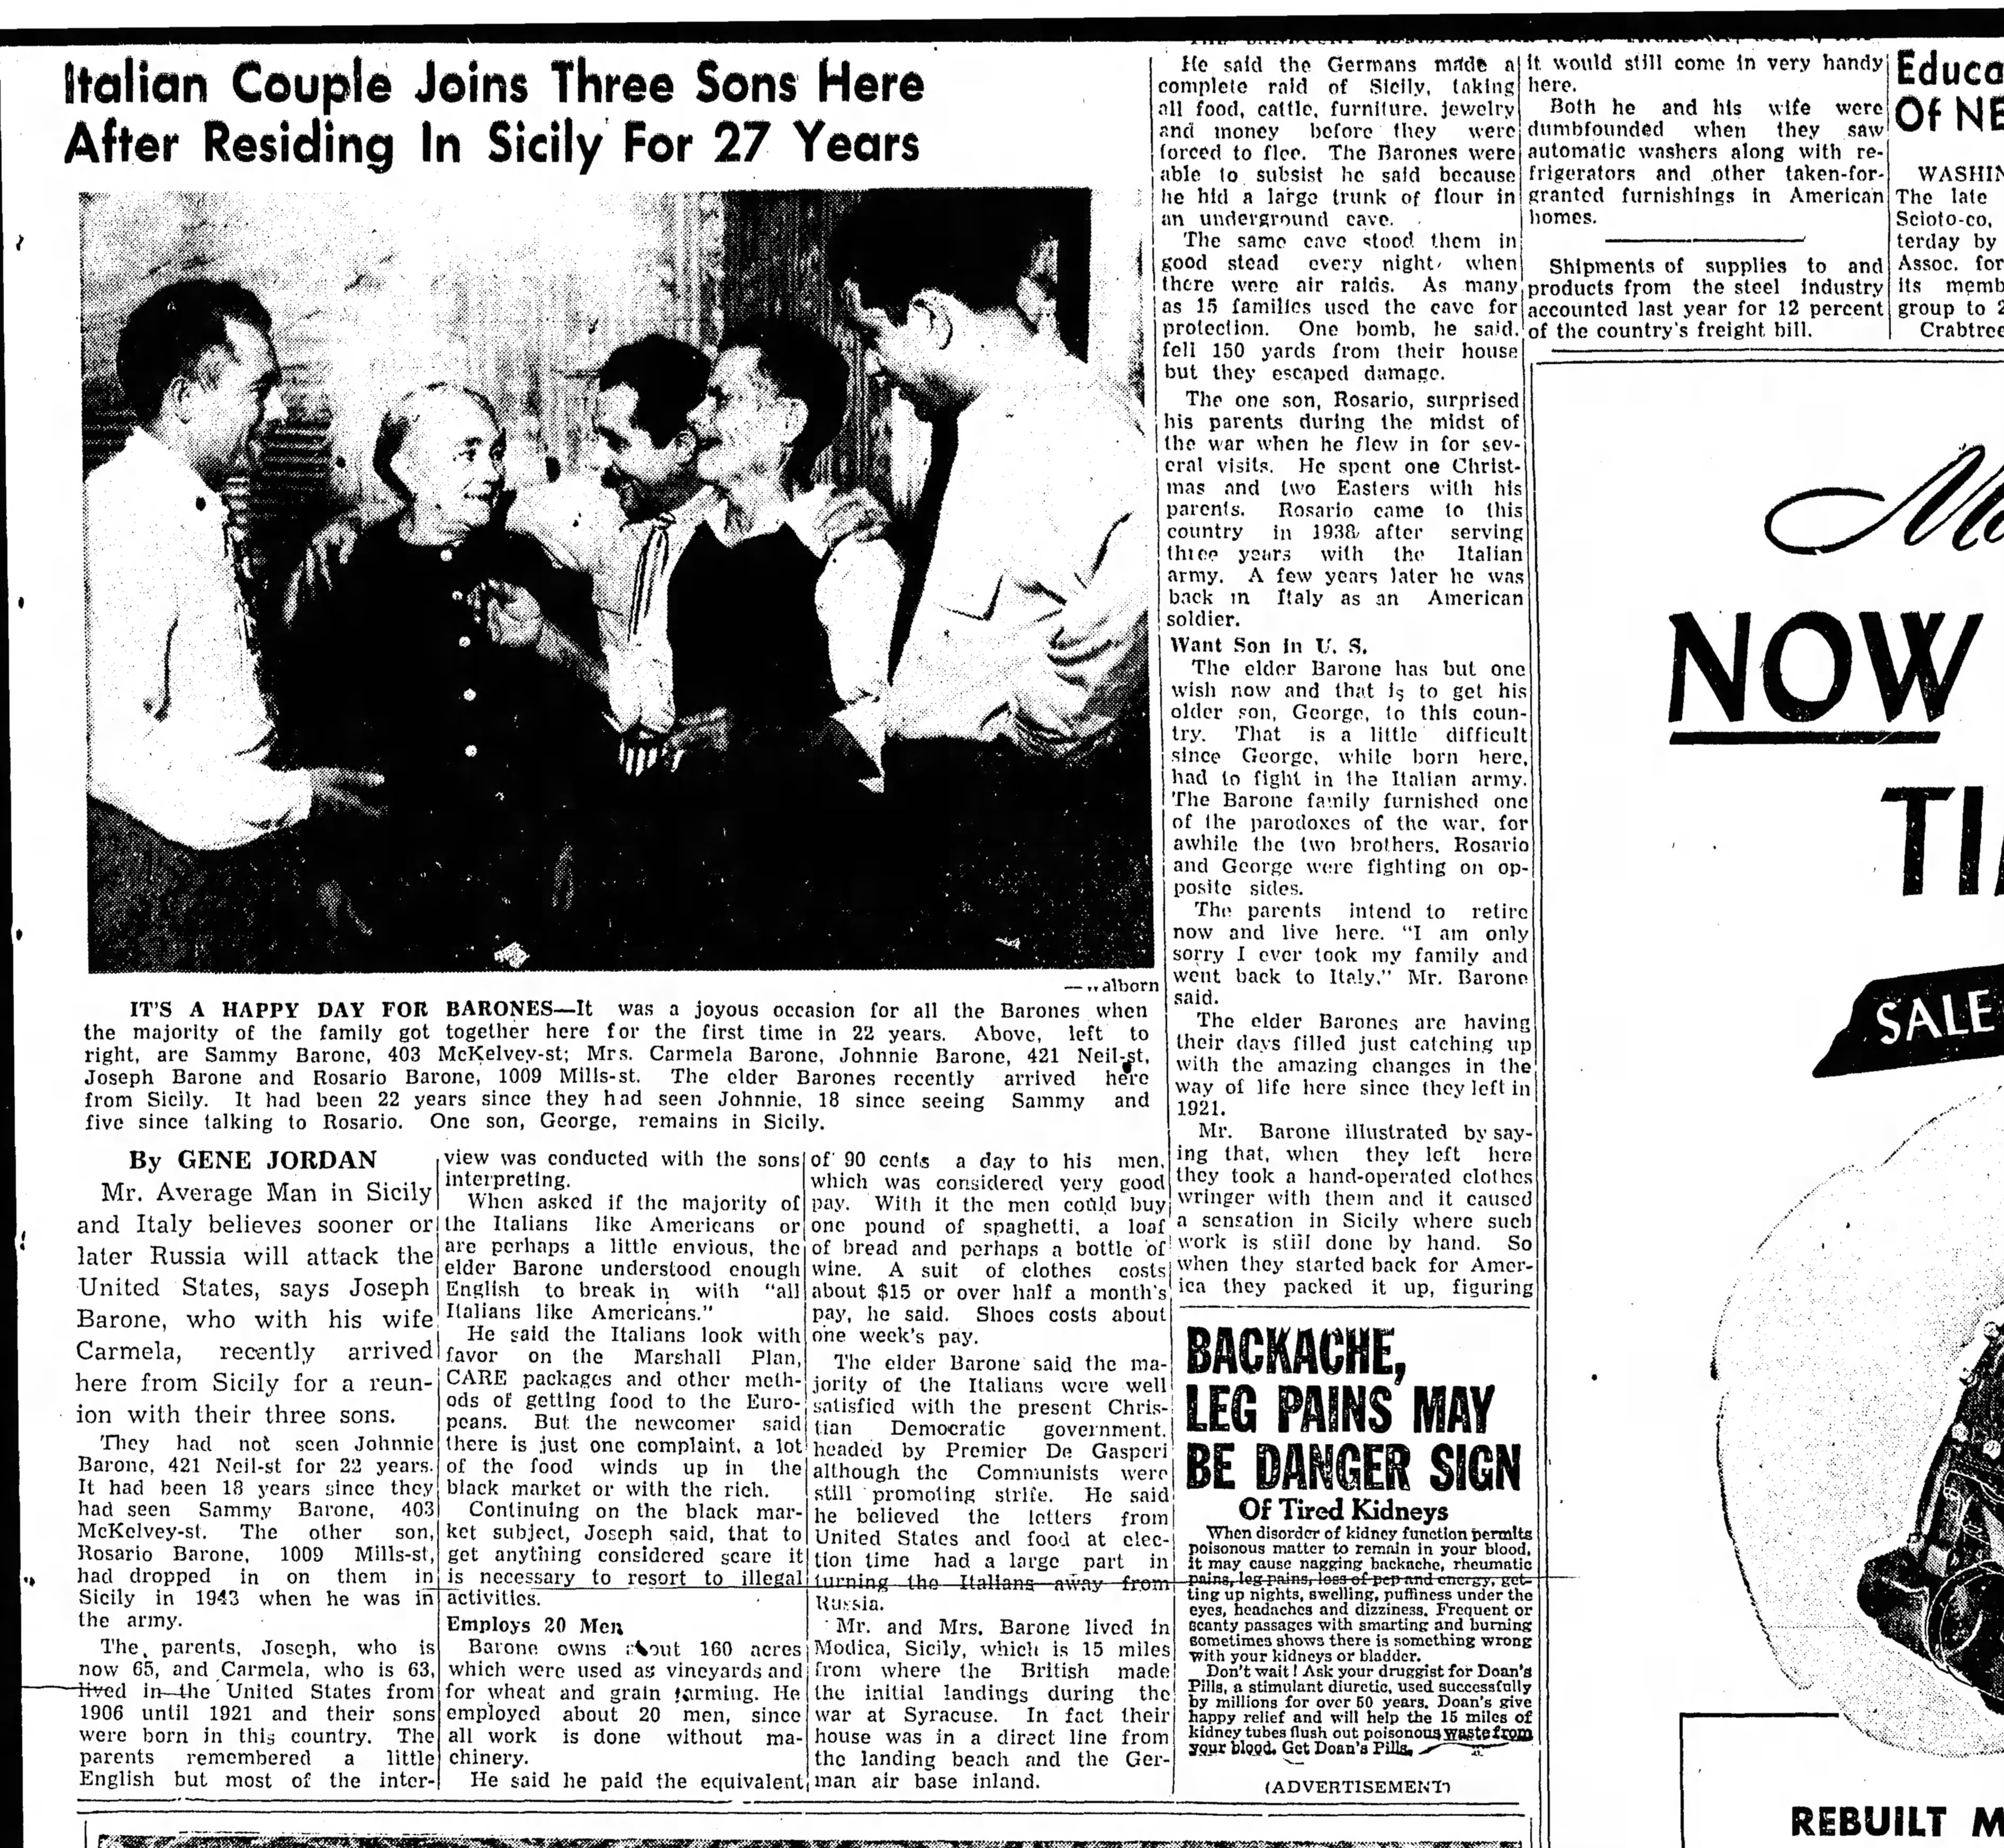 Italian Couple Joins Three Sons Here
After Residing In Sicily For 27 Years
IT'S A HAPPY DAY FOR BARONES—It was a joyous occasion for all the Barones when
the majority of the family got together here for the first time in 22 years. Above, left to
right, are Sammy Barone, 403 McKelvey-st; Mrs. Carmela Barone, Johnnie Barone, 421 Neil-st,
Joseph Barone and Rosario Barone, 1009 Mills-st. The elder Barones recently arrived here
from Sicily. It had been 22 years since they had seen Johnnie, 18 since seeing Sammy and
five since talking to Rosario. One son, George, remains in Sicily.
By GENE JORDAN
Mr. Average Man in Sicily
and Italy believes sooner or
later Russia will attack the
United States, says Joseph
Barone, who with his wife
Carmela, recently arrived
here from Sicily for a reun-
ion with their three sons.
They had not seen Johnnie
Barone, 421 Neil-st for 22 years.
It had been 18 years since they
had seen Sammy Barone, 403
McKelvey-st. The other son,
Rosario Barone, 1009 Mills-st,
had dropped in on them in
Sicily in 1943 when he was in
the army.
The parents, Joseph, who is
now 65, and Carmela, who is 63,
lived in the United States from
1906 until 1921 and their sons
were born in this country. The
parents remembered a little
English but most of the inter-
view was conducted with the sons
interpreting.
When asked if the majority of
the Italians like Americans or
are perhaps a little envious, the
elder Barone understood enough
English to break in with "all
Italians like Americans."
He said the Italians look with
favor on the Marshall Plan,
CARE packages and other meth-
ods of getting food to the Euro-
peans. But the newcomer said
there is just one complaint, a lot
of the food winds up in the
black market or with the rich.
Continuing on the black mar-
ket subject, Joseph said, that to
get anything considered scare it
is necessary to resort to illegal
activities.
Employs 20 Men
Barone owns about 160 acres
which were used as vineyards and
for wheat and grain farming. He
employed about 20 men, since
all work is done without ma-
chinery.
He said he paid the equivalent
of 90 cents a day to his men,
which was considered very good
pay. With it the men could buy
one pound of spaghetti, a loaf
of bread and perhaps a bottle of
wine. A suit of clothes costs
about $15 or over half a month's
pay, he said. Shoes costs about
one week's pay.
The elder Barone said the ma-
jority of the Italians were well
satisfied with the present Chris-
tian Democratic government,
headed by Premier De Gasperi
although the Communists were
still promoting strife. He said
he believed the letters from
United States and food at elec-
tion time had a large part in
turning the Italians away from
Russia.
Mr. and Mrs. Barone lived in
Modica, Sicily, which is 15 miles
from where the British made
the initial landings during the
war at Syracuse. In fact their
house was in a direct line from
the landing beach and the Ger-
man air base inland.
He said the Germans made a
complete raid of Sicily, taking
all food, cattle, furniture, jewelry
and money before they were
forced to flee. The Barones were
able to subsist he said because
he hid a large trunk of flour in
an underground cave.
The same cave stood them in
good stead every night when
there were air raids. As many
as 15 families used the cave for
protection. One bomb, he said,
fell 150 yards from their house
but they escaped damage.
The one son, Rosario, surprised
his parents during the midst of
the war when he flew in for sev-
eral visits. He spent one Christ-
mas and two Easters with his
parents. Rosario came to this
country in 1938 after serving
three years with the Italian
army. A few years later he was
back in Italy as an American
soldier.
Want Son in U. S.
The elder Barone has but one
wish now and that is to get his
older son, George, to this coun-
try. That is a little difficult
since George, while born here,
had to fight in the Italian army.
The Barone family furnished one
of the parodoxes of the war, for
awhile the two brothers, Rosario
and George were fighting on op-
posite sides.
The parents intend to retire
now and live here. "I am only
sorry I ever took my family and
went back to Italy," Mr. Barone
said.
The elder Barones are having
their days filled just catching up
with the amazing changes in the
way of life here since they left in
1921.
Mr. Barone illustrated by say-
ing that, when they left here
they took a hand-operated clothes
wringer with them and it caused
a sensation in Sicily where such
work is still done by hand. So
when they started back for Amer-
ica they packed it up, figuring
it would still come in very handy
here.
Both he and his wife were
dumbfounded when they saw
automatic washers along with re-
frigerators and other taken-for-
granted furnishings in American
homes.
Shipments of supplies to and
products from the steel industry
accounted last year for 12 percent
of the country's freight bill.
BACKACHE,
LEG PAINS MAY
BE DANGER SIGN
Of Tired Kidneys
When disorder of kidney function permits
poisonous matter to remain in your blood,
it may cause nagging backache, rheumatic
pains, leg pains, loss of pep and energy, get-
ting up nights, swelling, puffiness under the
eyes, headaches and dizziness. Frequent or
scanty passages with smarting and burning
sometimes shows there is something wrong
with your kidneys or bladder.
Don't wait! Ask your druggist for Doan's
Pills, a stimulant diuretic, used successfully
by millions for over 50 years. Doan's give
happy relief and will help the 15 miles of
kidney tubes flush out poisonous waste from
your blood. Get Doan's Pills.
(ADVERTISEMENT)
Educa
Of NE
WASHIN
The late
Scioto-co,
terday by
Assoc. for
its memb
group to 2
Crabtree
NOW
TI
SALE
REBUILT M